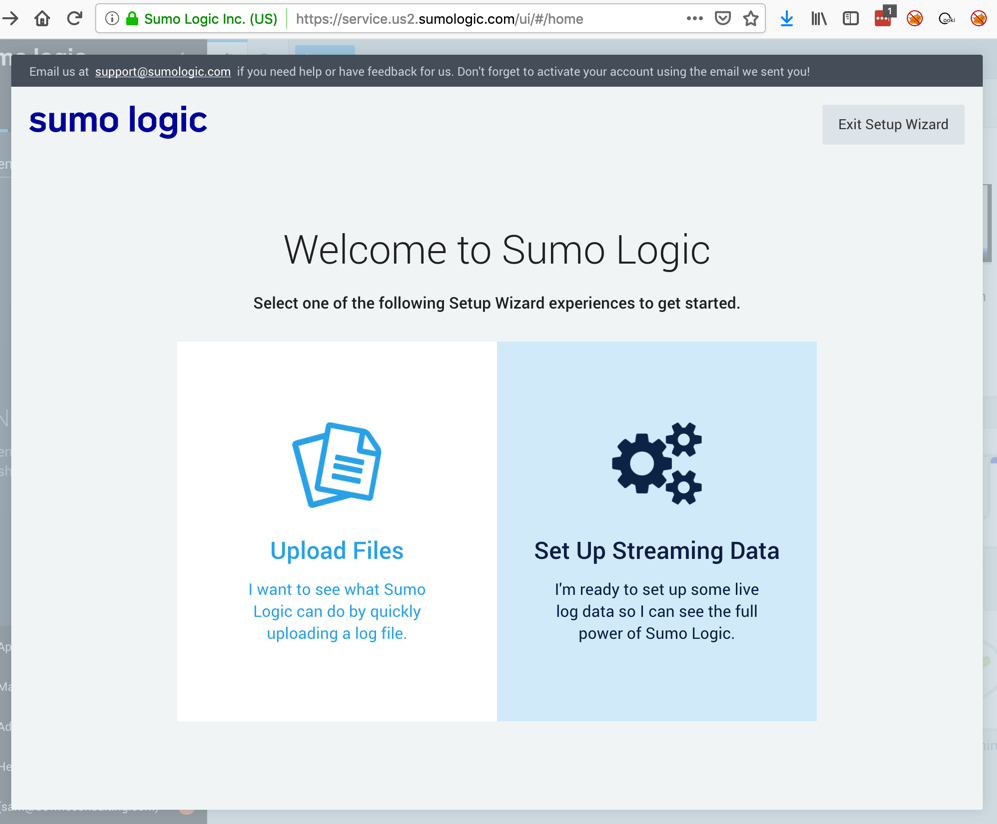 Sumo Logic Inc. (US) https://service.us2.sumologic.com/ui/#/home
1
Email us at support@sumologic.com if you need help or have feedback for us. Don't forget to activate your account using the email we sent you!
sumo logic
Exit Setup Wizard
Welcome to Sumo Logic
Select one of the following Setup Wizard experiences to get started.
Upload Files
I want to see what Sumo
Logic can do by quickly
uploading a log file.
Set Up Streaming Data
I'm ready to set up some live
log data so I can see the full
power of Sumo Logic.